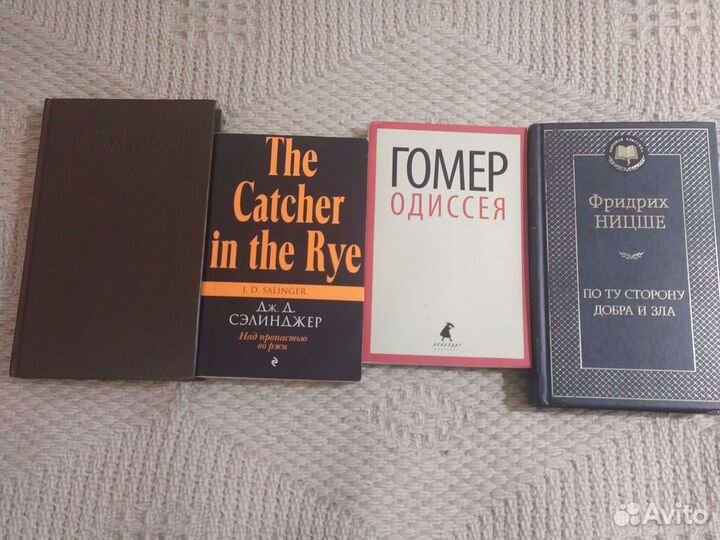 The
Catcher
in the Rye
J. D. SALINGER
Дж. Д.
СЭЛИНДЖЕР
Над пропастью
во ржи
ГОМЕР
ОДИССЕЯ
ЛЕНИЗДАТ
Фридрих
НИЦШЕ
ПО ТУ СТОРОНУ
ДОБРА И ЗЛА
Avito